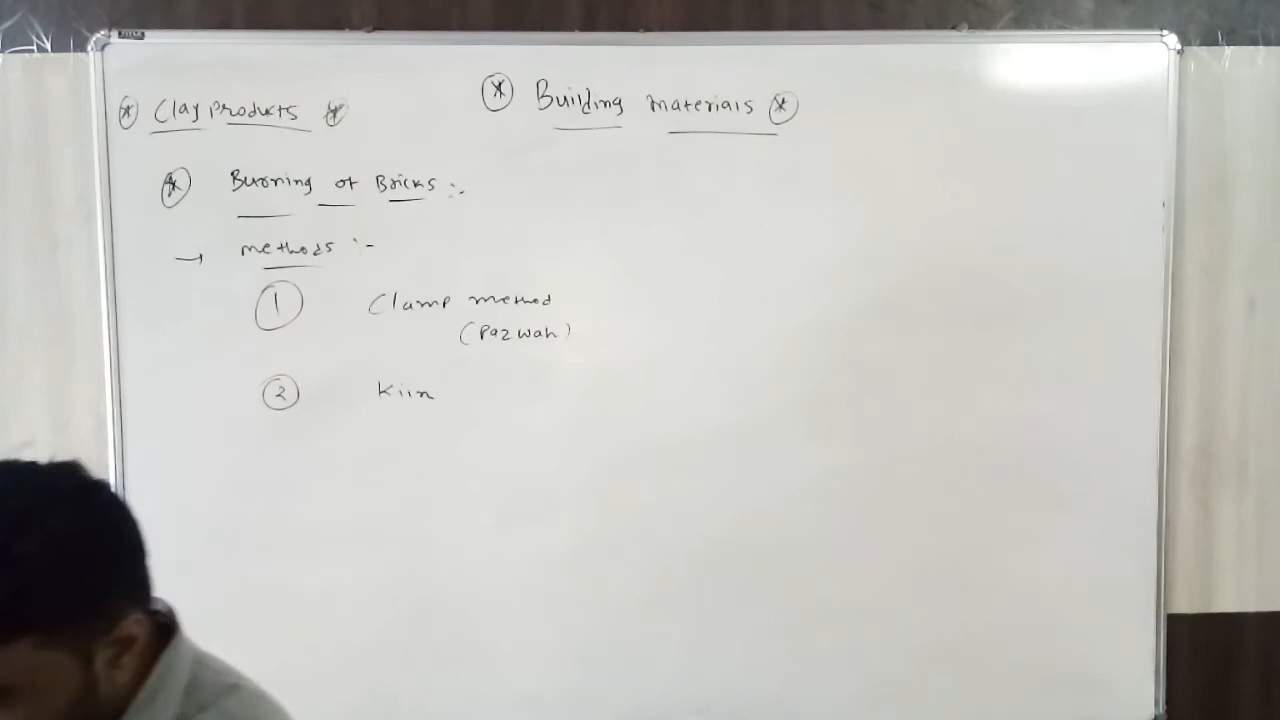 * Building materials *
* Clay products *
* Burning of Bricks :-
→ methods :-
1 Clamp method
(Pazwah)
2 Kiln